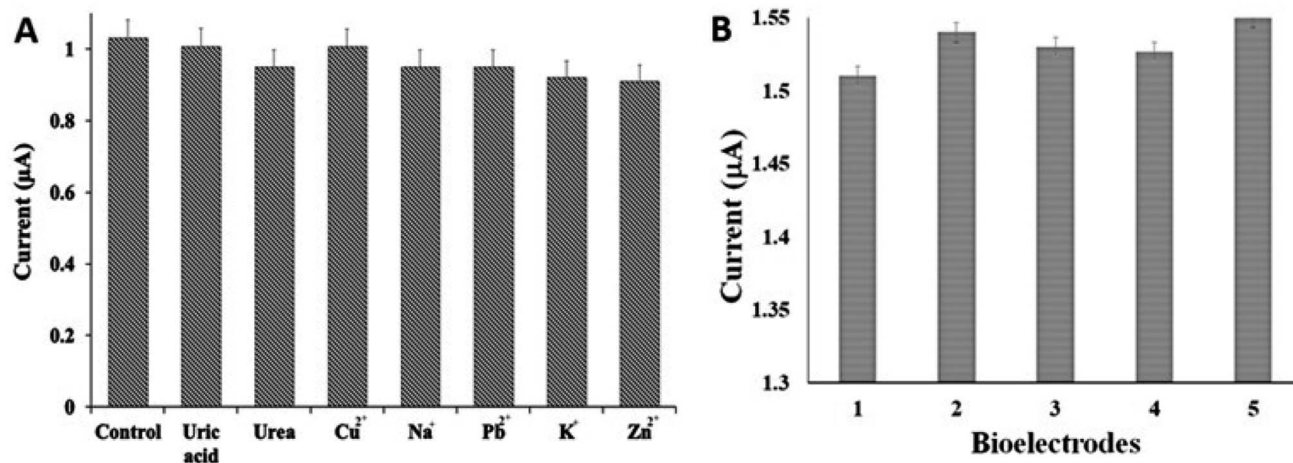 A
Current (μA)
1
0.8
0.6
0.4
0.2
0
Control Uric acid Urea Cu²⁺ Na⁺ Pb²⁺ K⁺ Zn²⁺
B
Current (μA)
1.55
1.5
1.45
1.4
1.35
1.3
1 2 3 4 5
Bioelectrodes